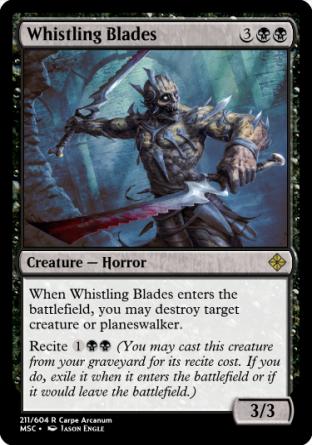 Whistling Blades 3
Creature — Horror
When Whistling Blades enters the
battlefield, you may destroy target
creature or planeswalker.
Recite 1 (You may cast this creature
from your graveyard for its recite cost. If you
do, exile it when it enters the battlefield or if
it would leave the battlefield.)
211/604 R Carpe Arcanum
MSC • Jason Engle
3/3